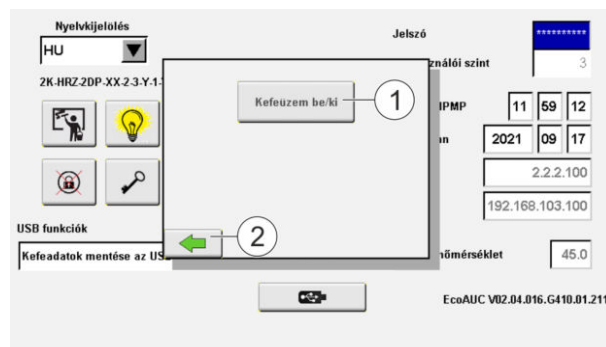 Nyelvkijelölés
Jelszó
**********
HU
ználói szint
3
2K-HRZ-2DP-XX-2-3-Y-1-
Kefeüzem be/ki
1
IPMP
11 59 12
n
2021 09 17
2.2.2.100
192.168.103.100
USB funkciók
2
Kefeadatok mentése az US
nőmérséklet
45.0
EcoAUC V02.04.016.G410.01.211